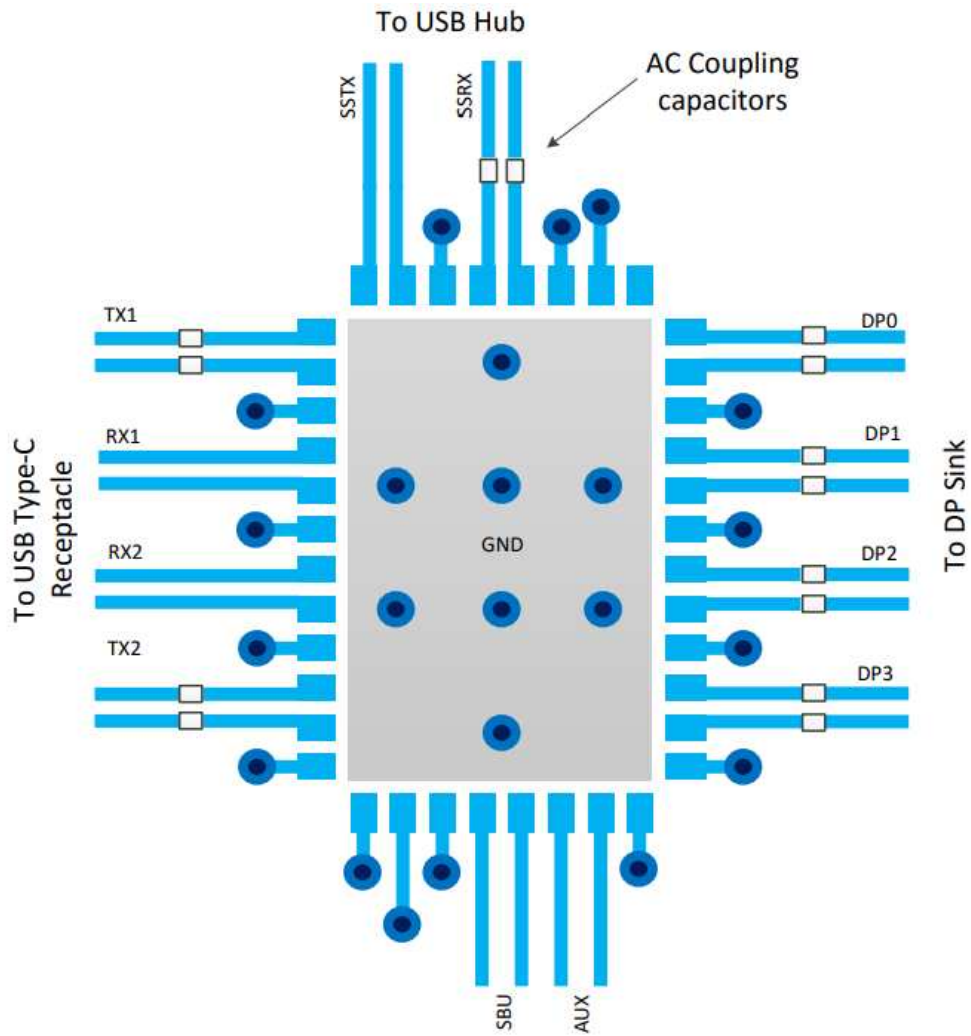 To USB Hub
SSTX
SSRX
AC Coupling
capacitors
TX1
DP0
RX1
DP1
To USB Type-C
Receptacle
GND
To DP Sink
RX2
DP2
TX2
DP3
SBU
AUX